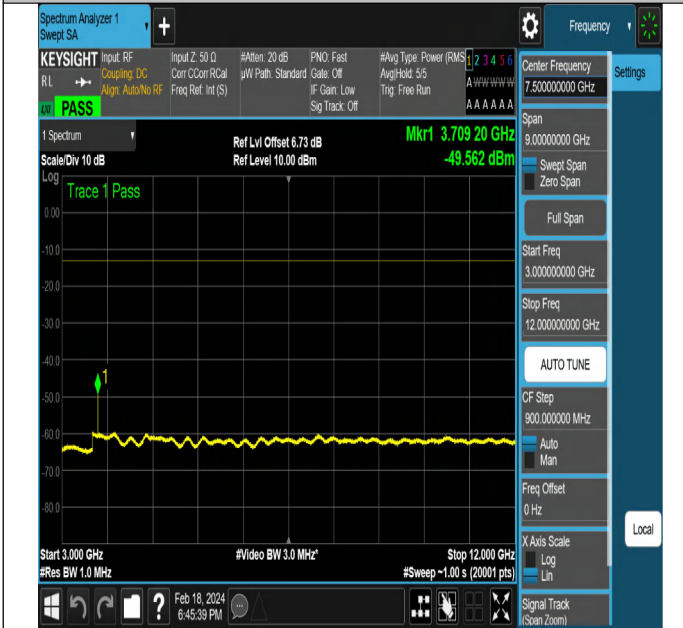 Spectrum Analyzer 1
Swept SA
+
Frequency
KEYSIGHT
RL
LXI
PASS
Input: RF
Coupling: DC
Align: Auto/No RF
Input Z: 50 Ω
Corr CCorr RCal
Freq Ref: Int (S)
#Atten: 20 dB
µW Path: Standard
PNO: Fast
Gate: Off
IF Gain: Low
Sig Track: Off
#Avg Type: Power (RMS
Avg|Hold: 5/5
Trig: Free Run
1 2 3 4 5 6
A W W W W W
A A A A A A
1 Spectrum
Scale/Div 10 dB
Ref Lvl Offset 6.73 dB
Ref Level 10.00 dBm
Mkr1 3.709 20 GHz
-49.562 dBm
Log
Trace 1 Pass
0.00
-10.0
-20.0
-30.0
-40.0
-50.0
-60.0
-70.0
-80.0
1
Start 3.000 GHz
#Res BW 1.0 MHz
#Video BW 3.0 MHz*
Stop 12.000 GHz
#Sweep ~1.00 s (20001 pts)
?
Feb 18, 2024
6:45:39 PM
Center Frequency
7.50000000 GHz
Span
9.00000000 GHz
Swept Span
Zero Span
Full Span
Start Freq
3.000000000 GHz
Stop Freq
12.000000000 GHz
AUTO TUNE
CF Step
900.000000 MHz
Auto
Man
Freq Offset
0 Hz
X Axis Scale
Log
Lin
Signal Track
(Span Zoom)
Settings
Local